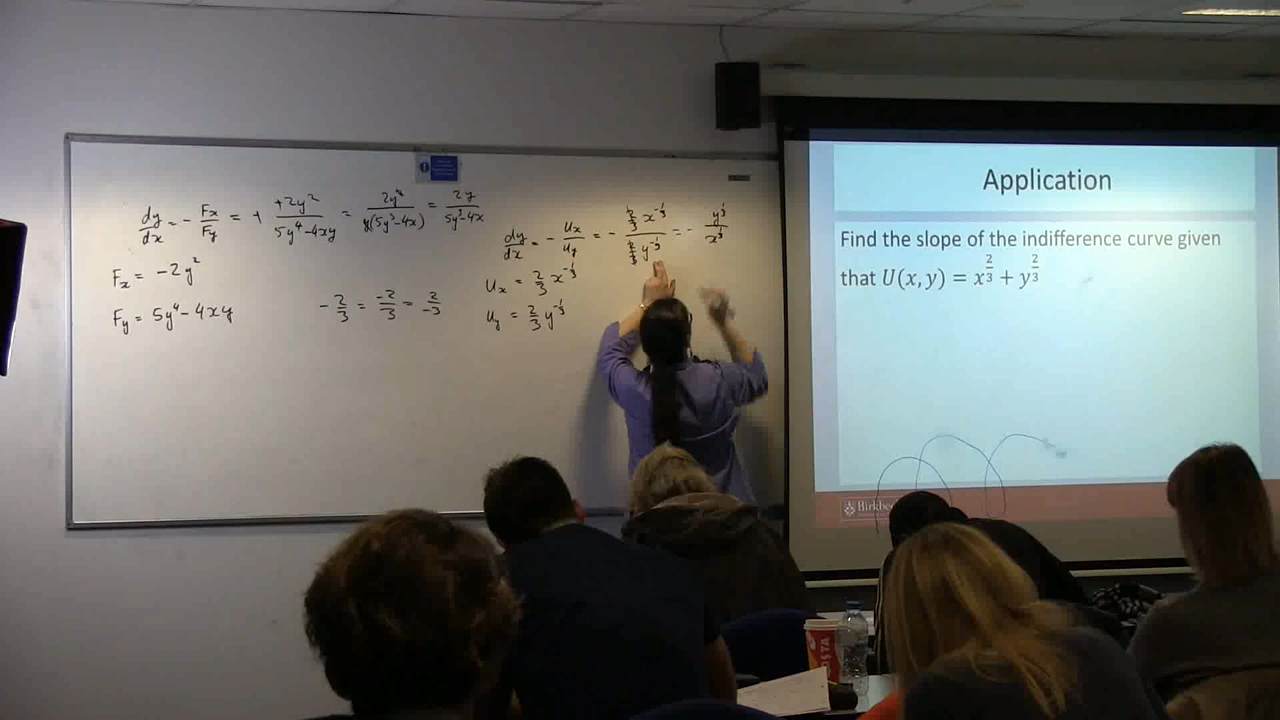 dy/dx = - Fx/Fy = + +2y²/5y⁴-4xy = 2y²/y(5y³-4x) = 2y/5y³-4x
Fx = -2y²
Fy = 5y⁴-4xy
-2/3 = -2/3 = 2/-3
dy/dx = - Ux/Uy = - 2/3 x^-1/3 / 2/3 y^-1/3 = - y^1/3 / x^1/3
Ux = 2/3 x^-1/3
Uy = 2/3 y^-1/3
Application
Find the slope of the indifference curve given
that U(x, y) = x^2/3 + y^2/3
COSTA